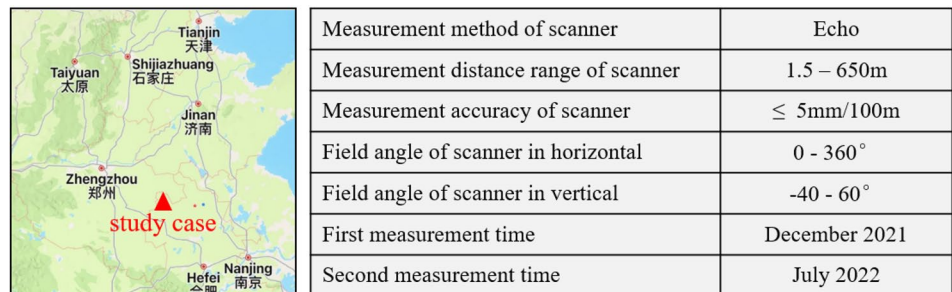 Tianjin
天津
Shijiazhuang
石家庄
Taiyuan
太原
Jinan
济南
Zhengzhou
郑州
study case
Nanjing
南京
Hefei
合肥
Measurement method of scanner Echo
Measurement distance range of scanner 1.5 – 650m
Measurement accuracy of scanner ≤ 5mm/100m
Field angle of scanner in horizontal 0 - 360°
Field angle of scanner in vertical -40 - 60°
First measurement time December 2021
Second measurement time July 2022